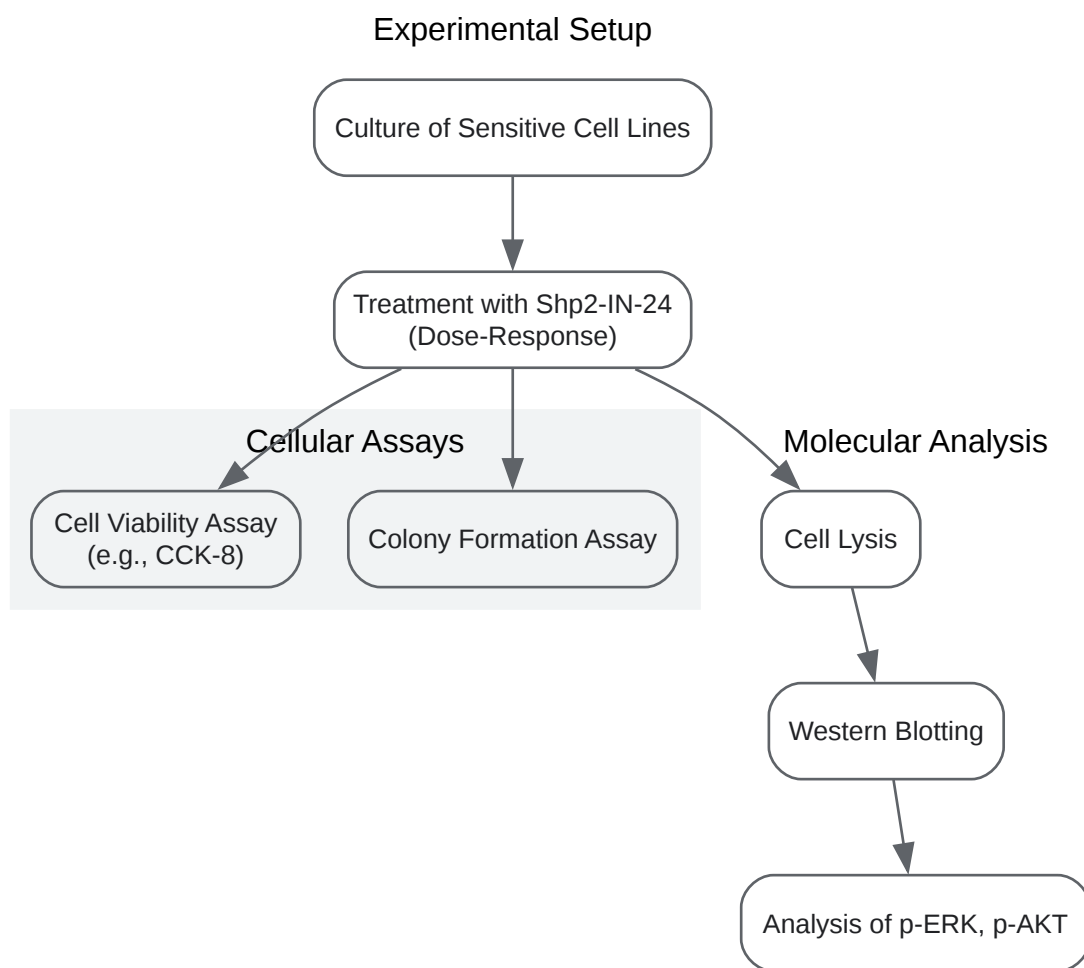 Experimental Setup
Culture of Sensitive Cell Lines
Treatment with Shp2-IN-24
(Dose-Response)
Cellular Assays
Molecular Analysis
Cell Viability Assay
(e.g., CCK-8)
Colony Formation Assay
Cell Lysis
Western Blotting
Analysis of p-ERK, p-AKT